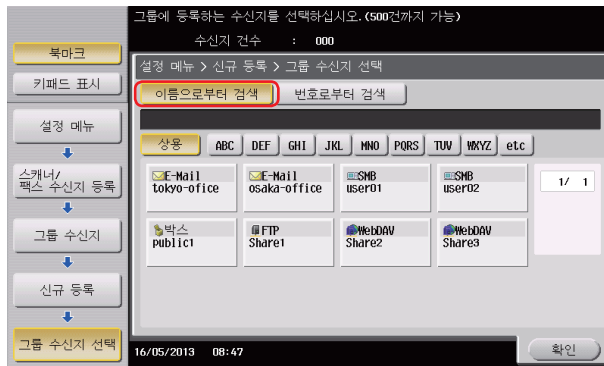 그룹에 등록하는 수신지를 선택하십시오.(500건까지 가능)
수신지 건수 : 000
북마크
키패드 표시
설정 메뉴
스캐너/
팩스 수신지 등록
그룹 수신지
신규 등록
그룹 수신지 선택
설정 메뉴 > 신규 등록 > 그룹 수신지 선택
이름으로부터 검색 번호로부터 검색
상용 ABC DEF GHI JKL MNO PQRS TUV WXYZ etc
E-Mail E-Mail SMB SMB
tokyo-ofice osaka-office user01 user02
1/ 1
박스 FTP WebDAV WebDAV
public1 Share1 Share2 Share3
16/05/2013 08:47
확인